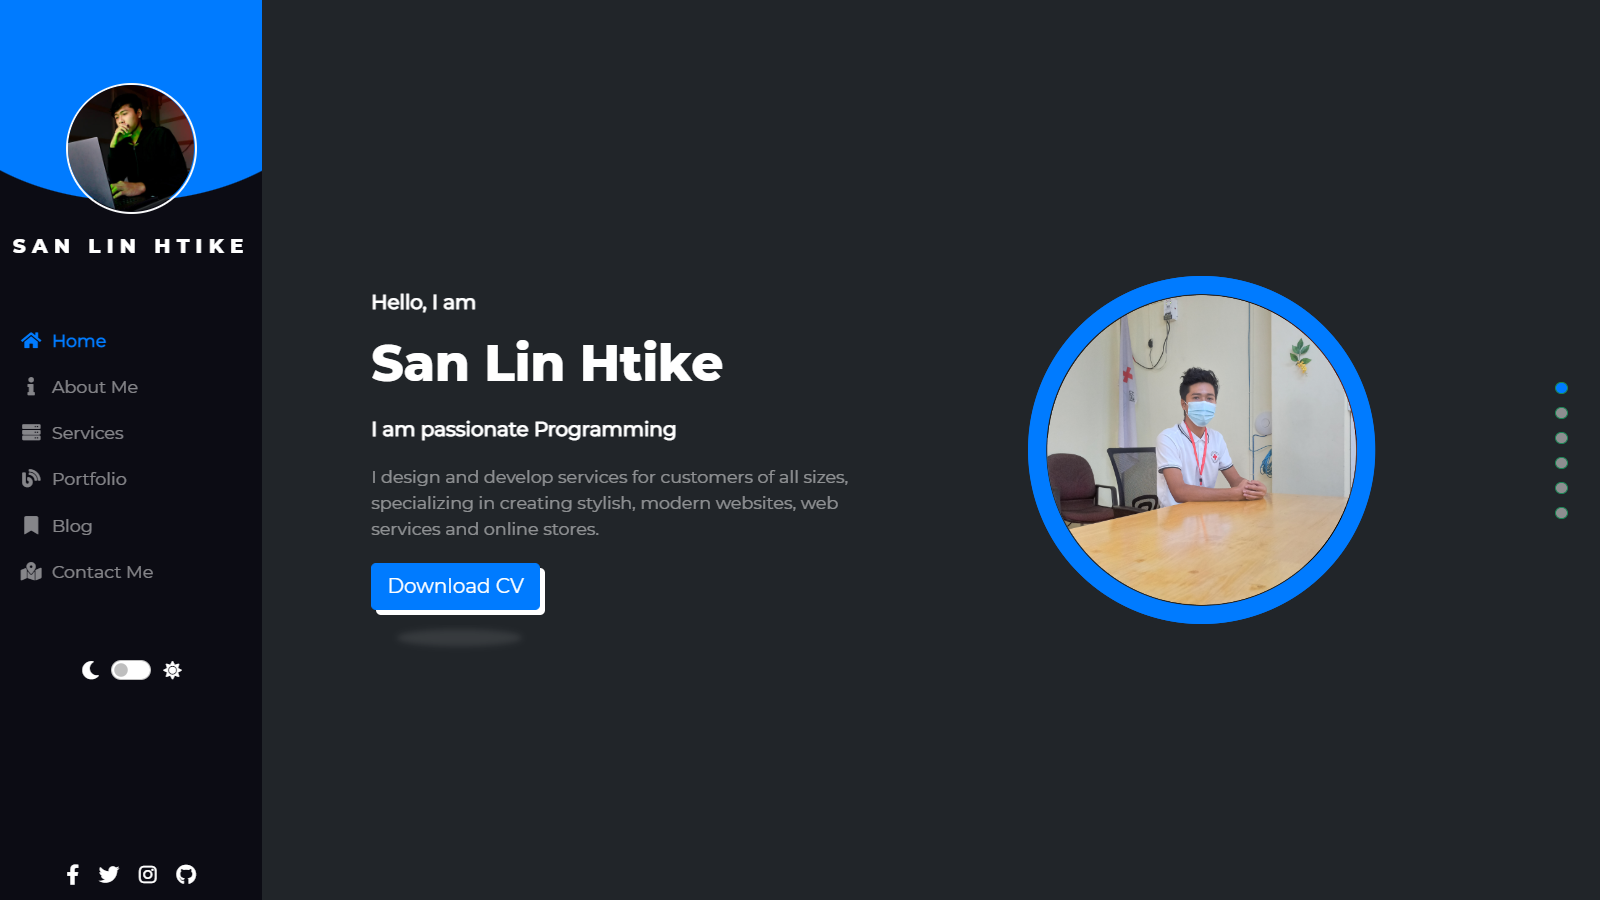 SAN LIN HTIKE
Home
About Me
Services
Portfolio
Blog
Contact Me
Hello, I am
San Lin Htike
I am passionate Programming
I design and develop services for customers of all sizes,
specializing in creating stylish, modern websites, web
services and online stores.
Download CV